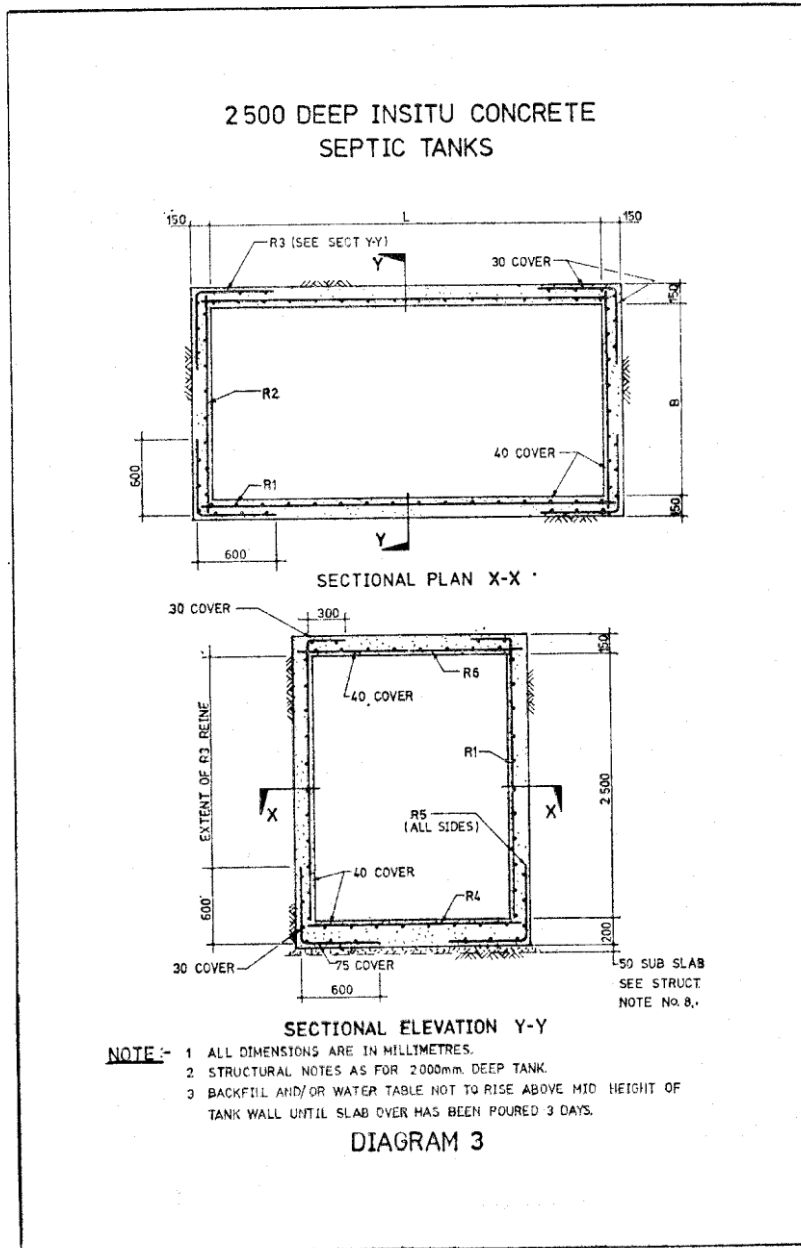 2500 DEEP INSITU CONCRETE
SEPTIC TANKS
150
L
150
R3 (SEE SECT Y-Y)
Y
30 COVER
150
R2
B
600
40 COVER
R1
150
Y
600
SECTIONAL PLAN X-X
30 COVER
300
150
R6
40 COVER
EXTENT OF R3 REINF
R1
2 500
X
X
R5
(ALL SIDES)
40 COVER
R4
600
200
30 COVER
75 COVER
50 SUB SLAB
600
SEE STRUCT.
NOTE No. 8.
SECTIONAL ELEVATION Y-Y
NOTE:- 1 ALL DIMENSIONS ARE IN MILLIMETRES.
2 STRUCTURAL NOTES AS FOR 2000mm. DEEP TANK.
3 BACKFILL AND/OR WATER TABLE NOT TO RISE ABOVE MID HEIGHT OF
TANK WALL UNTIL SLAB OVER HAS BEEN POURED 3 DAYS.
DIAGRAM 3